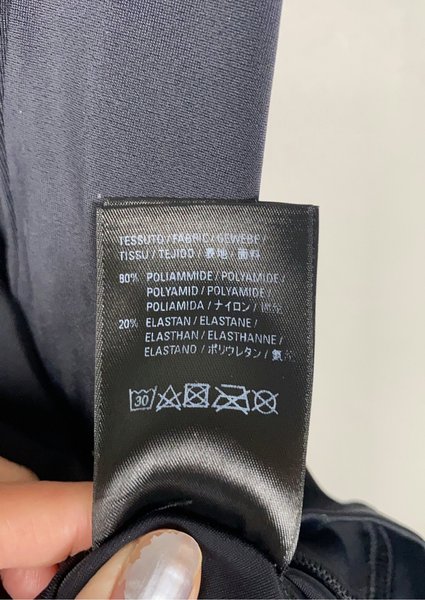 TESSUTO / FABRIC / GEWEBE /
TISSU / TEJIDO / 表地 / 面料
80% POLIAMMIDE / POLYAMIDE /
POLYAMID / POLYAMIDE /
POLIAMIDA / ナイロン /
20% ELASTAN / ELASTANE /
ELASTHAN / ELASTHANNE /
ELASTANO / ポリウレタン /
30